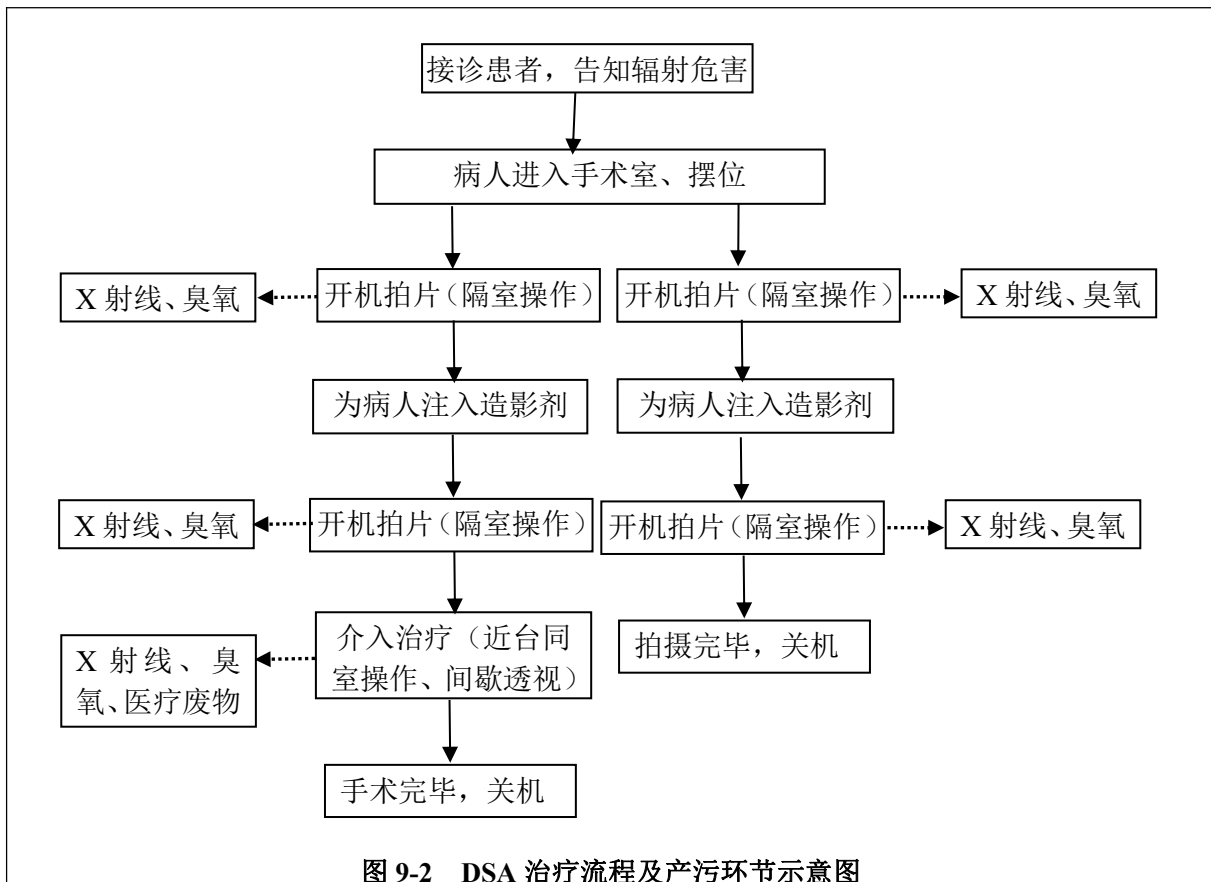 接诊患者，告知辐射危害
病人进入手术室、摆位
X 射线、臭氧
开机拍片（隔室操作）
开机拍片（隔室操作）
X 射线、臭氧
为病人注入造影剂
为病人注入造影剂
X 射线、臭氧
开机拍片（隔室操作）
开机拍片（隔室操作）
X 射线、臭氧
X 射线、臭
氧、医疗废物
介入治疗（近台同
室操作、间歇透视）
拍摄完毕，关机
手术完毕，关机
图 9-2 DSA 治疗流程及产污环节示意图